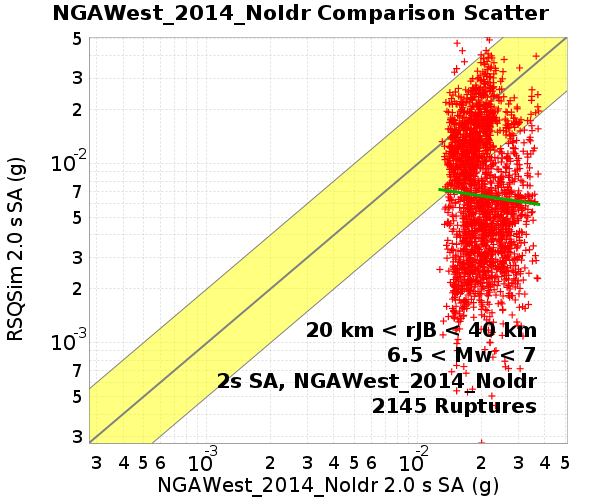 NGAWest_2014_NoIdr Comparison Scatter
RSQSim 2.0 s SA (g)
5
3
2
10-2
7
5
3
2
10-3
7
5
3
20 km < rJB < 40 km
6.5 < Mw < 7
2s SA, NGAWest_2014_NoIdr
2145 Ruptures
3 4 5 6 10-3 2 3 4 5 6 10-2 2 3 5
NGAWest_2014_NoIdr 2.0 s SA (g)